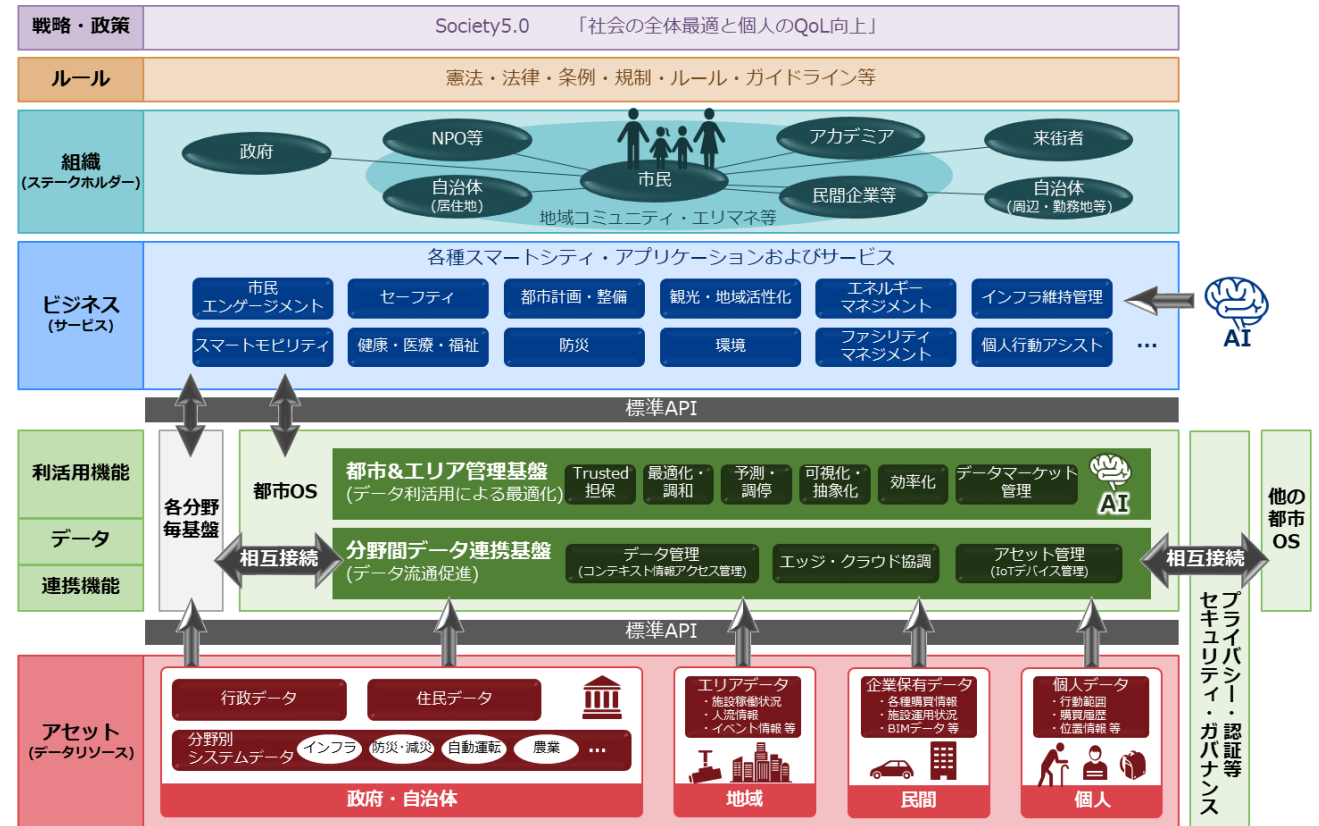 戦略・政策
Society5.0　「社会の全体最適と個人のQoL向上」
ルール
憲法・法律・条例・規制・ルール・ガイドライン等
組織
(ステークホルダー)
政府
NPO等
アカデミア
来街者
市民
自治体
(居住地)
民間企業等
自治体
(周辺・勤務地等)
地域コミュニティ・エリマネ等
ビジネス
(サービス)
各種スマートシティ・アプリケーションおよびサービス
市民
エンゲージメント
セーフティ
都市計画・整備
観光・地域活性化
エネルギー
マネジメント
インフラ維持管理
スマートモビリティ
健康・医療・福祉
防災
環境
ファシリティ
マネジメント
個人行動アシスト
…
AI
標準API
利活用機能
データ
連携機能
各分野
毎基盤
都市OS
都市&エリア管理基盤
(データ利活用による最適化)
Trusted
担保
最適化・
調和
予測・
調停
可視化・
抽象化
効率化
データマーケット
管理
AI
相互接続
分野間データ連携基盤
(データ流通促進)
データ管理
(コンテキスト情報アクセス管理)
エッジ・クラウド協調
アセット管理
(IoTデバイス管理)
相互接続
他の
都市
OS
プライバシー・認証等
セキュリティ・ガバナンス
標準API
アセット
(データリソース)
行政データ
住民データ
分野別
システムデータ
インフラ
防災・減災
自動運転
農業
…
政府・自治体
エリアデータ
・施設稼働状況
・人流情報
・イベント情報 等
地域
企業保有データ
・各種購買情報
・施設運用状況
・BIMデータ 等
民間
個人データ
・行動範囲
・購買履歴
・位置情報 等
個人